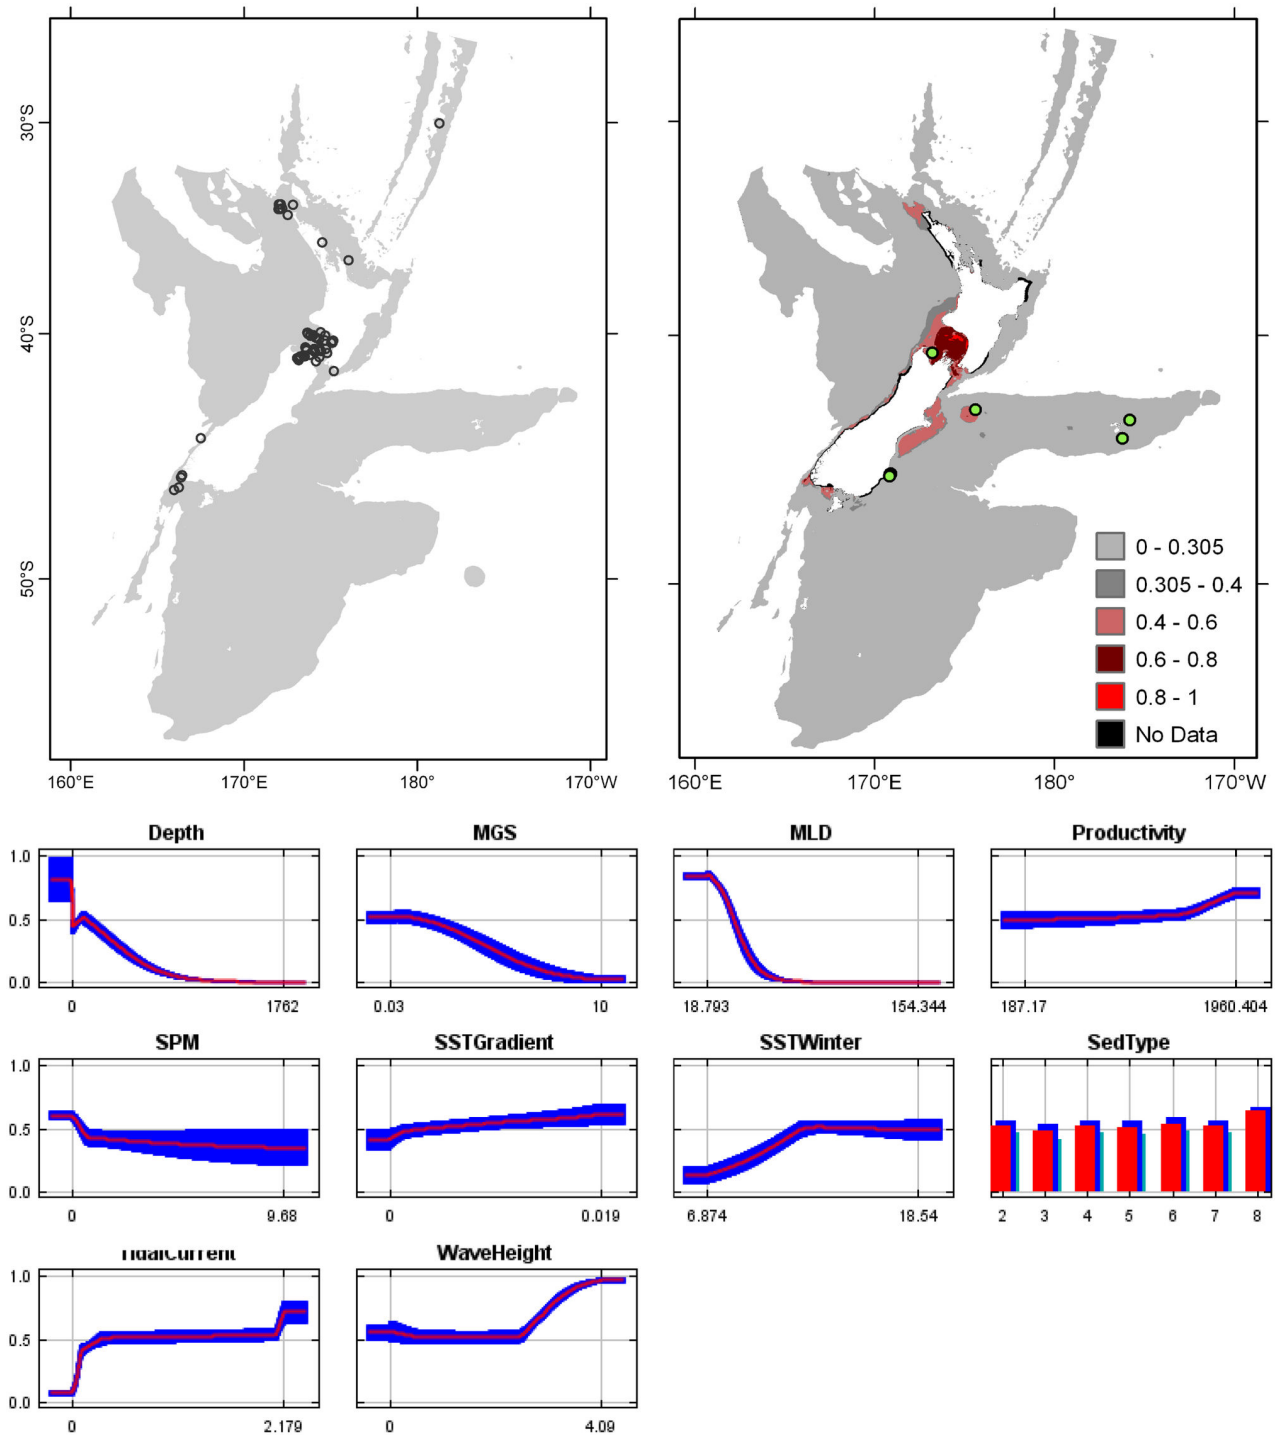 30°S
40°S
50°S
160°E 170°E 180° 170°W
0 - 0.305
0.305 - 0.4
0.4 - 0.6
0.6 - 0.8
0.8 - 1
No Data
160°E 170°E 180° 170°W
Depth MGS MLD Productivity
1.0
0.5
0.0
0 1762 0.03 10 18.793 154.344 187.17 1960.404
SPM SSTGradient SSTWinter SedType
1.0
0.5
0.0
0 9.68 0 0.019 6.874 18.54 2 3 4 5 6 7 8
TidalCurrent WaveHeight
1.0
0.5
0.0
0 2.179 0 4.09